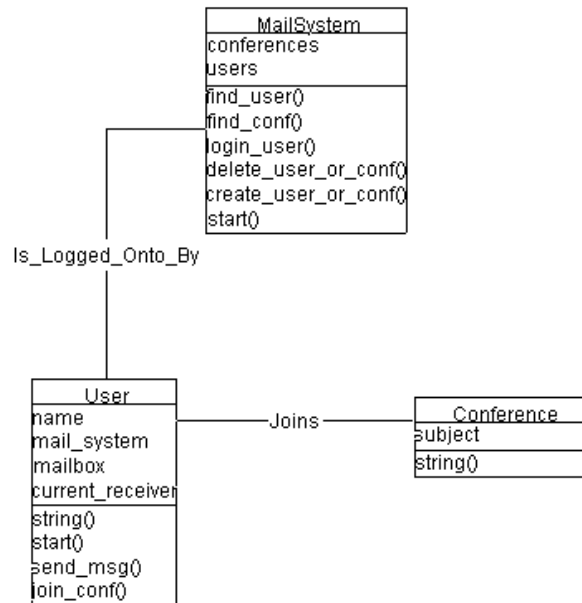 MailSystem
conferences
users
find_user()
find_conf()
login_user()
delete_user_or_conf()
create_user_or_conf()
start()
Is_Logged_Onto_By
User
name
mail_system
mailbox
current_receiver
string()
start()
send_msg()
join_conf()
Joins
Conference
subject
string()